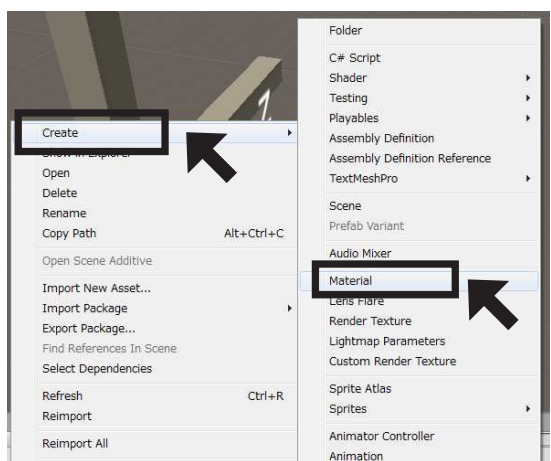 Create
Show in Explorer
Open
Delete
Rename
Copy Path Alt+Ctrl+C
Open Scene Additive
Import New Asset...
Import Package
Export Package...
Find References In Scene
Select Dependencies
Refresh Ctrl+R
Reimport
Reimport All
Folder
C# Script
Shader
Testing
Playables
Assembly Definition
Assembly Definition Reference
TextMeshPro
Scene
Prefab Variant
Audio Mixer
Material
Lens Flare
Render Texture
Lightmap Parameters
Custom Render Texture
Sprite Atlas
Sprites
Animator Controller
Animation